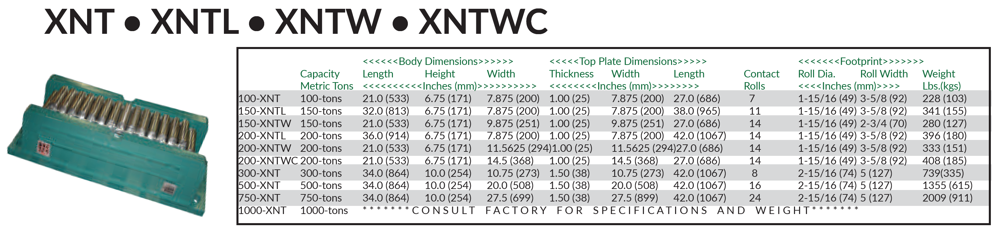 XNT • XNTL • XNTW • XNTWC
<<<<<<Body Dimensions>>>>>> <<<<<Top Plate Dimensions>>>>> <<<<<<<Footprint>>>>>>>
Capacity Length Height Width Thickness Width Length Contact Roll Dia. Roll Width Weight
Metric Tons <<<<<<<<<<Inches (mm)>>>>>>>>>> <<<<<<<<Inches (mm)>>>>>>>> Rolls <<<<Inches (mm)>>>> Lbs.(kgs)
100-XNT 100-tons 21.0 (533) 6.75 (171) 7.875 (200) 1.00 (25) 7.875 (200) 27.0 (686) 7 1-15/16 (49) 3-5/8 (92) 228 (103)
150-XNTL 150-tons 32.0 (813) 6.75 (171) 7.875 (200) 1.00 (25) 7.875 (200) 38.0 (965) 11 1-15/16 (49) 3-5/8 (92) 341 (155)
150-XNTW 150-tons 21.0 (533) 6.75 (171) 9.875 (251) 1.00 (25) 9.875 (251) 27.0 (686) 14 1-15/16 (49) 2-3/4 (70) 280 (127)
200-XNTL 200-tons 36.0 (914) 6.75 (171) 7.875 (200) 1.00 (25) 7.875 (200) 42.0 (1067) 14 1-15/16 (49) 3-5/8 (92) 396 (180)
200-XNTW 200-tons 21.0 (533) 6.75 (171) 11.5625 (294)1.00 (25) 11.5625 (294)27.0 (686) 14 1-15/16 (49) 3-5/8 (92) 333 (151)
200-XNTWC 200-tons 21.0 (533) 6.75 (171) 14.5 (368) 1.00 (25) 14.5 (368) 27.0 (686) 14 1-15/16 (49) 3-5/8 (92) 408 (185)
300-XNT 300-tons 34.0 (864) 10.0 (254) 10.75 (273) 1.50 (38) 10.75 (273) 42.0 (1067) 8 2-15/16 (74) 5 (127) 739(335)
500-XNT 500-tons 34.0 (864) 10.0 (254) 20.0 (508) 1.50 (38) 20.0 (508) 42.0 (1067) 16 2-15/16 (74) 5 (127) 1355 (615)
750-XNT 750-tons 34.0 (864) 10.0 (254) 27.5 (699) 1.50 (38) 27.5 (899) 42.0 (1067) 24 2-15/16 (74) 5 (127) 2009 (911)
1000-XNT 1000-tons *******CONSULT FACTORY FOR SPECIFICATIONS AND WEIGHT*******